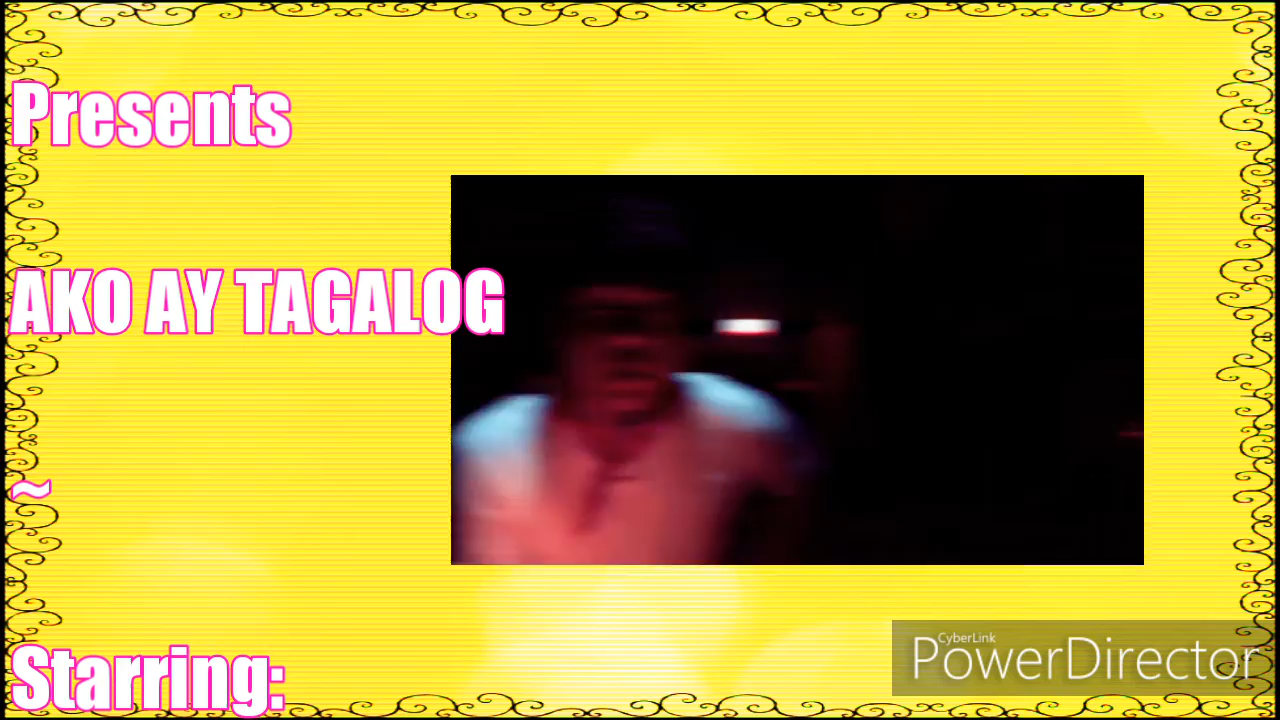 Presents
AKO AY TAGALOG
~
Starring:
CyberLink
PowerDirector